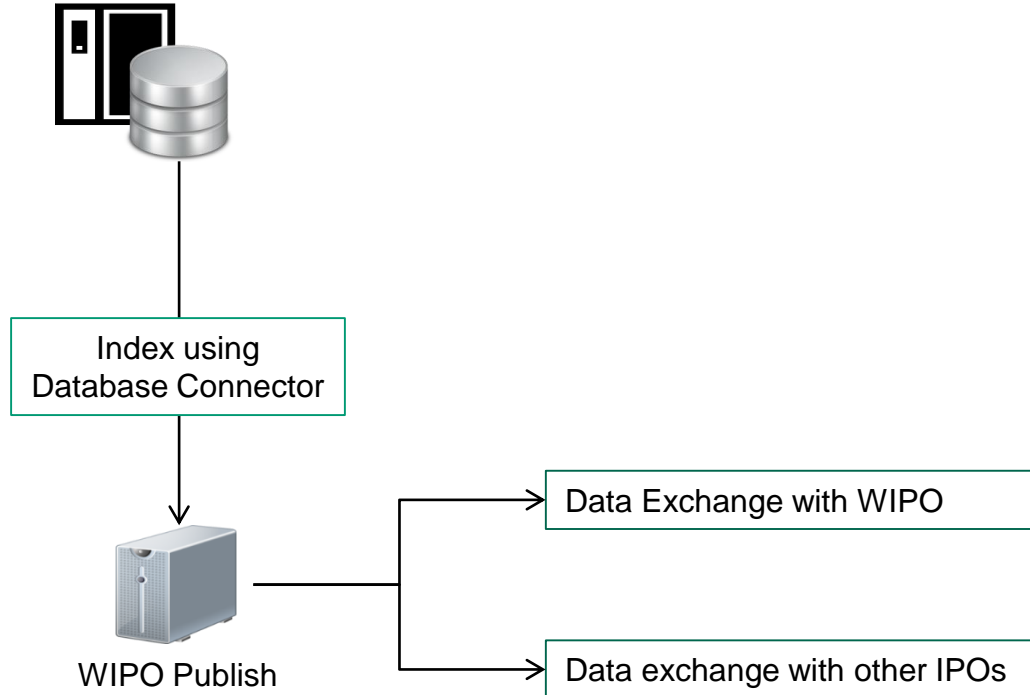 Index using
Database Connector
Data Exchange with WIPO
WIPO Publish
Data exchange with other IPOs